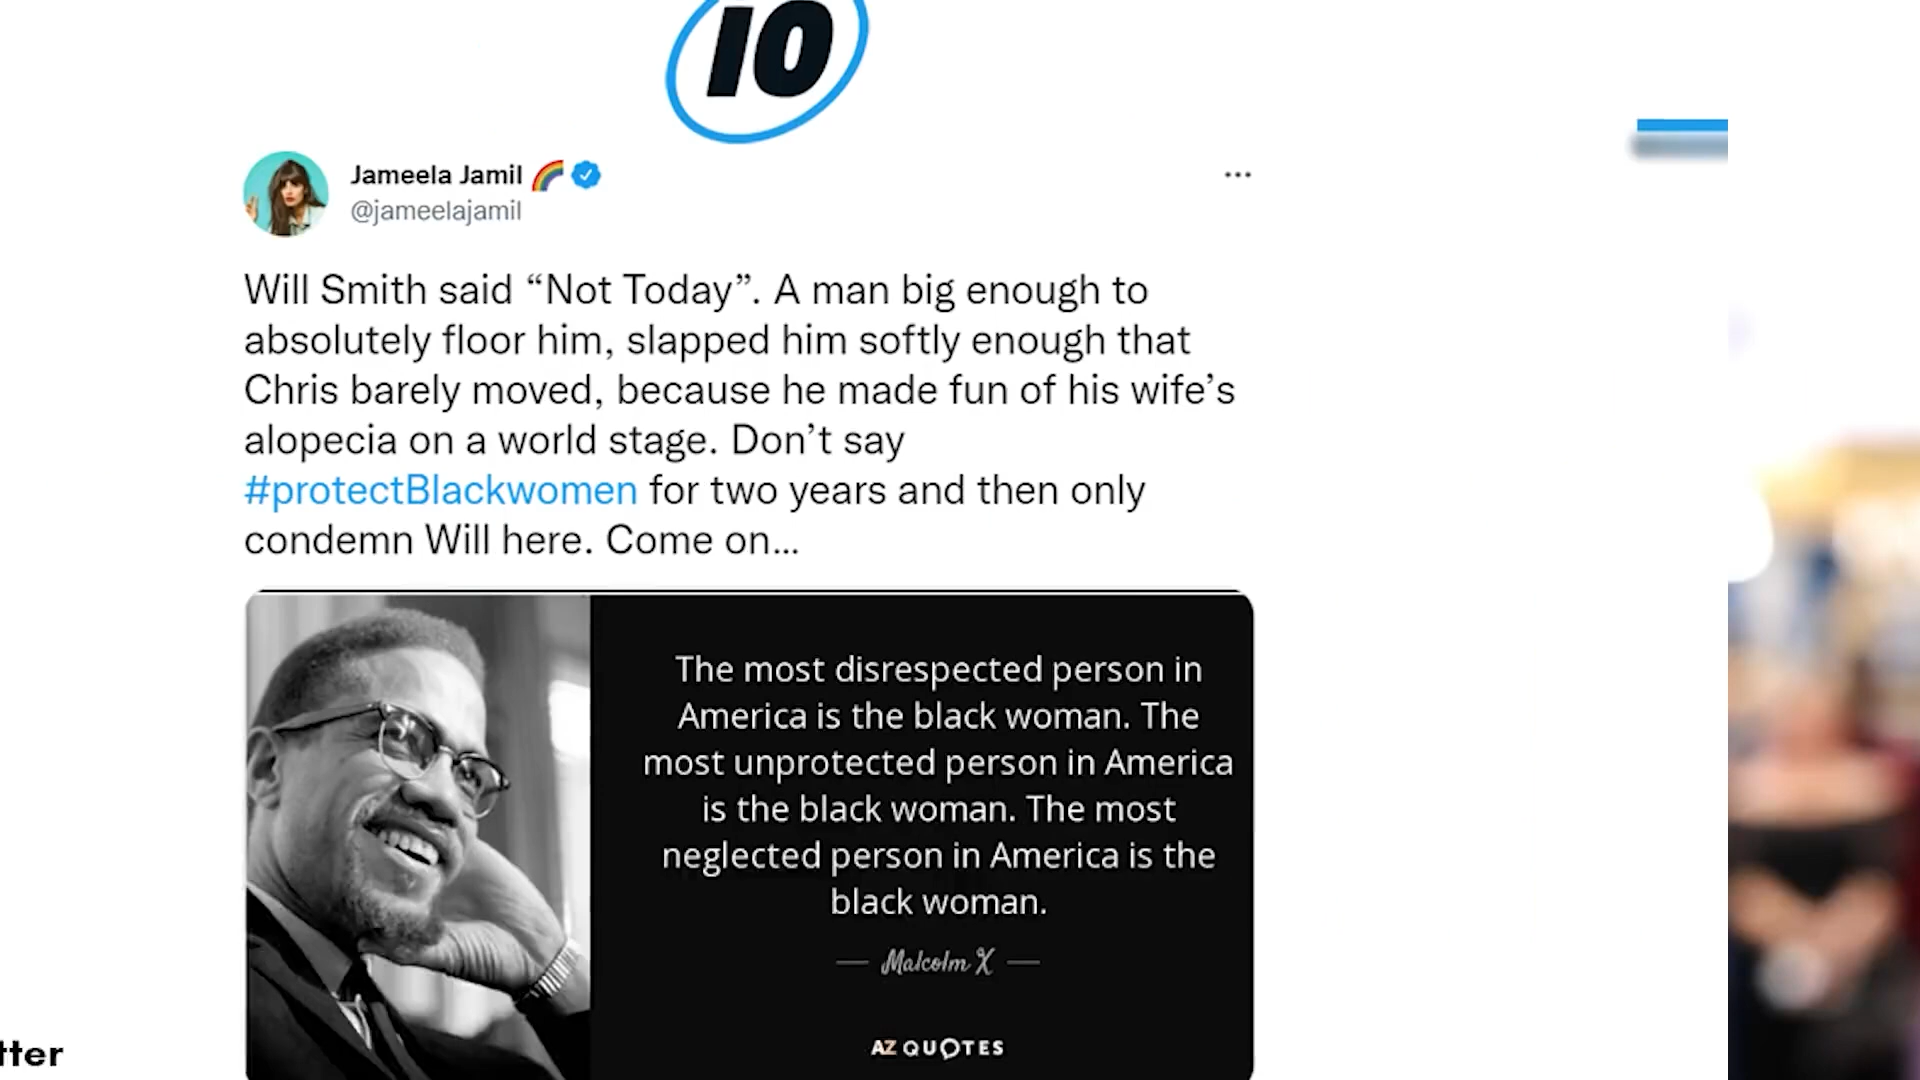 10
Jameela Jamil
@jameelajamil
Will Smith said “Not Today”. A man big enough to
absolutely floor him, slapped him softly enough that
Chris barely moved, because he made fun of his wife’s
alopecia on a world stage. Don’t say
#protectBlackwomen for two years and then only
condemn Will here. Come on...
The most disrespected person in
America is the black woman. The
most unprotected person in America
is the black woman. The most
neglected person in America is the
black woman.
Malcolm X
AZ QUOTES
tter